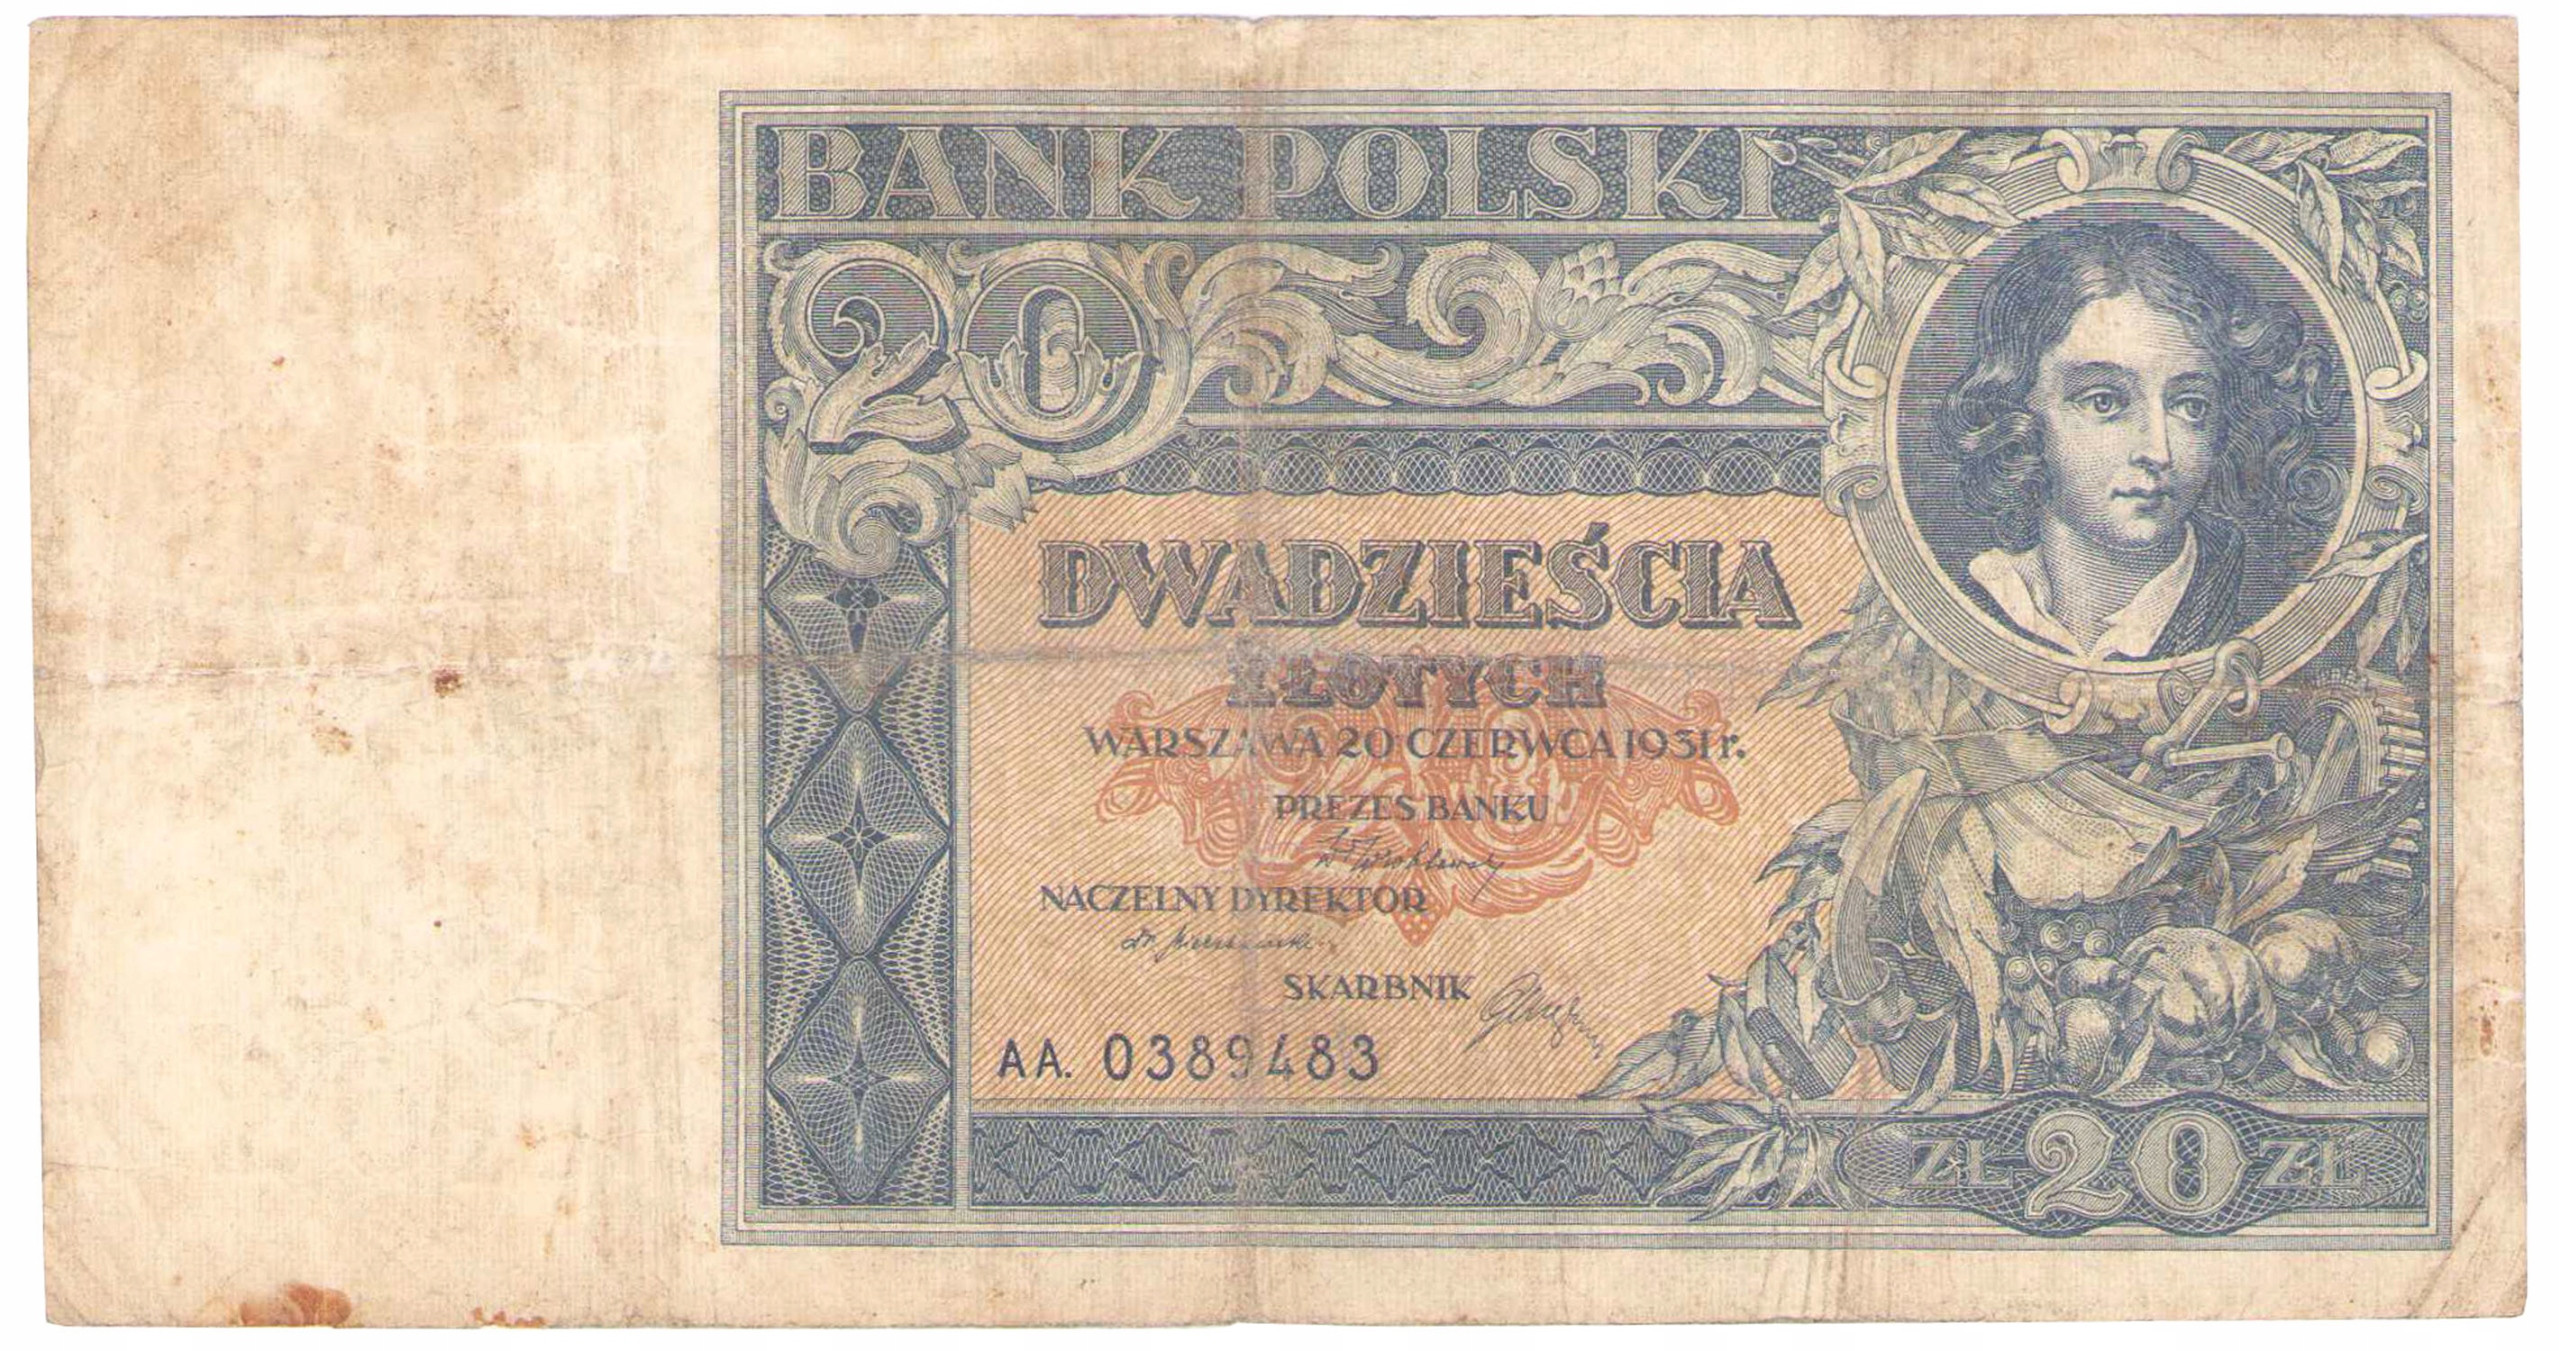 BANK POLSKI
20
DWADZIEŚCIA
ZŁOTYCH
WARSZAWA 20 CZERWCA 1931 r.
PREZES BANKU
NACZELNY DYREKTOR
SKARBNIK
AA. 0389483
ZŁ 20 ZŁ